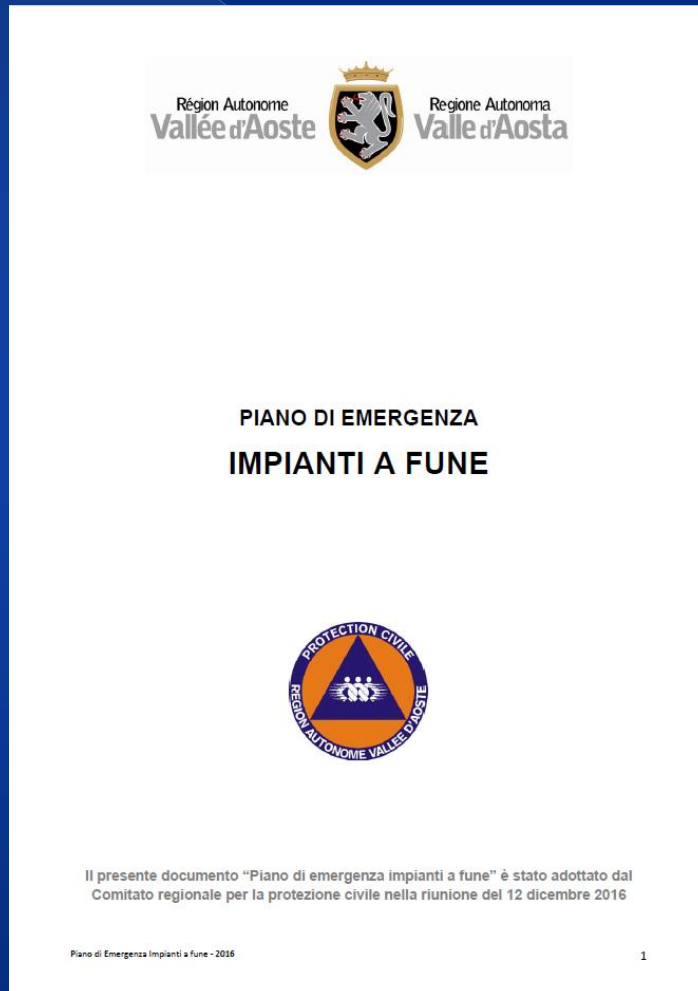 Région Autonome
Vallée d'Aoste
Regione Autonoma
Valle d'Aosta
PIANO DI EMERGENZA
IMPIANTI A FUNE
PROTECTION CIVILE
REGION AUTONOME VALLEE D'AOSTE
Il presente documento “Piano di emergenza impianti a fune” è stato adottato dal
Comitato regionale per la protezione civile nella riunione del 12 dicembre 2016
Piano di Emergenza Impianti a fune - 2016
1